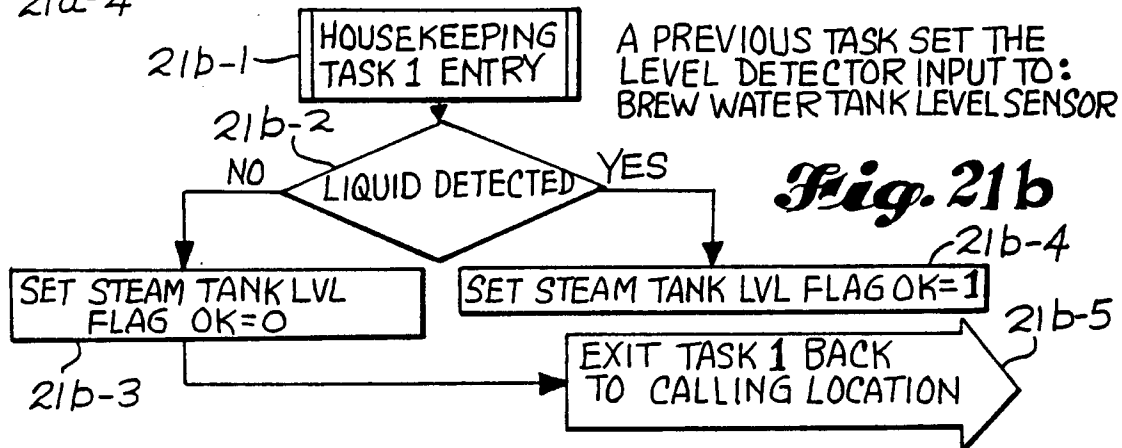 21a-4
21b-1
HOUSEKEEPING
TASK 1 ENTRY
A PREVIOUS TASK SET THE
LEVEL DETECTOR INPUT TO:
BREW WATER TANK LEVEL SENSOR
21b-2
NO
LIQUID DETECTED
YES
Fig. 21b
21b-4
SET STEAM TANK LVL
FLAG OK=0
SET STEAM TANK LVL FLAG OK=1
21b-5
EXIT TASK 1 BACK
TO CALLING LOCATION
21b-3